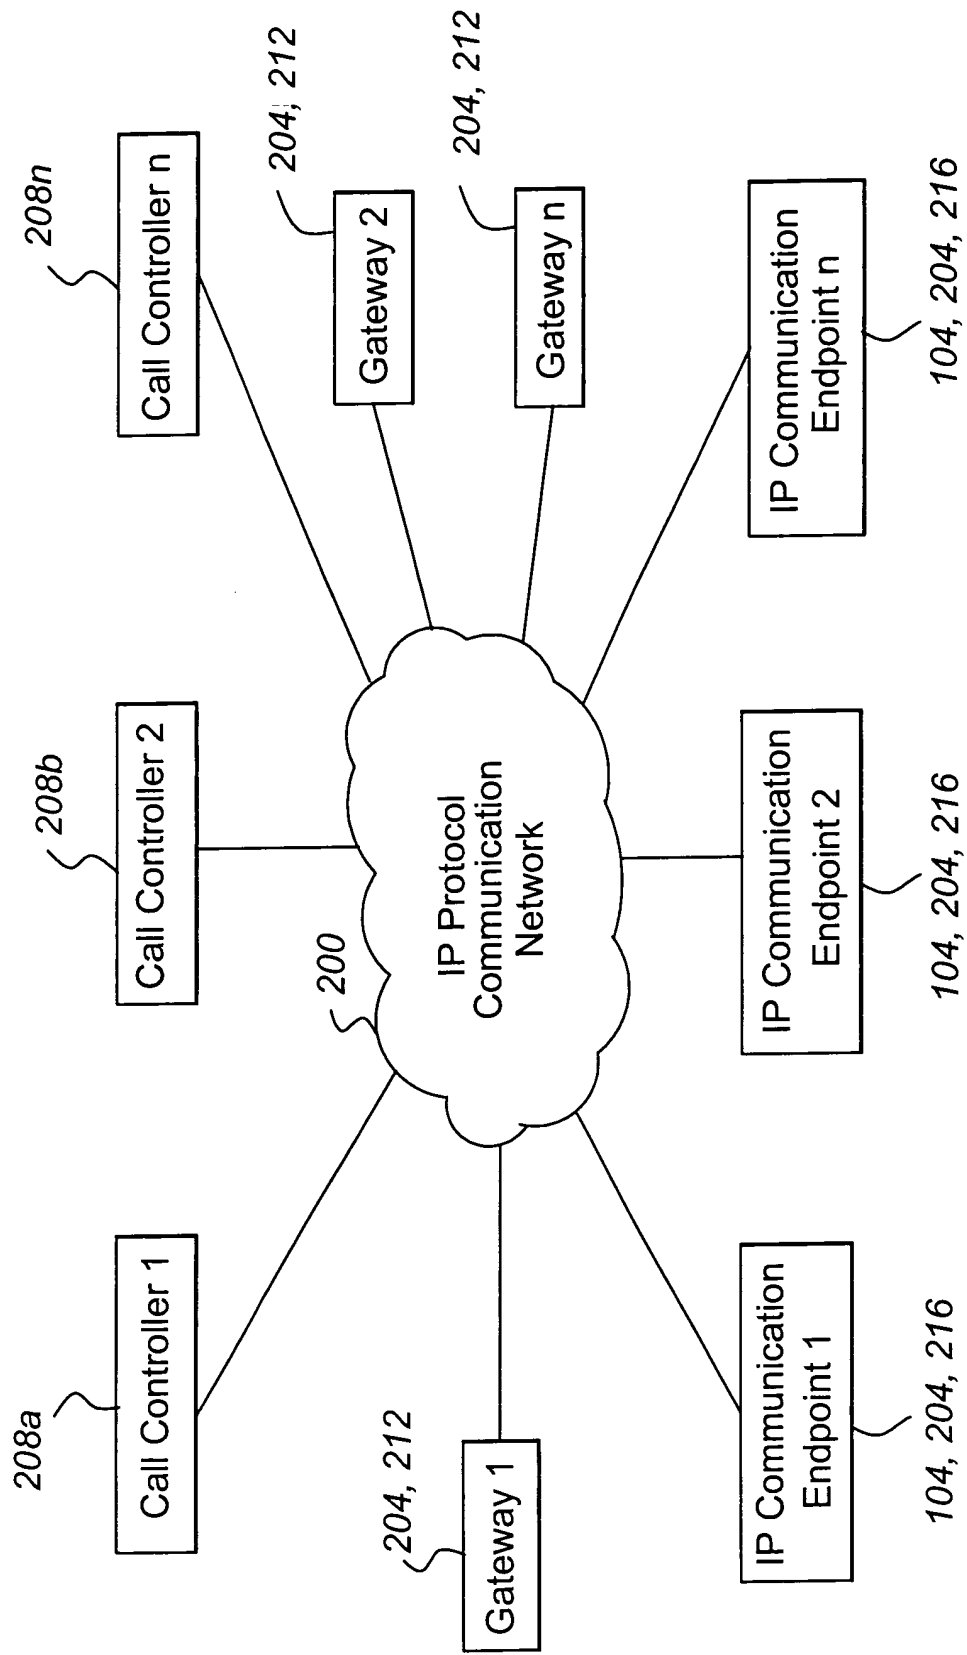 208a
208b
208n
Call Controller 1
Call Controller 2
Call Controller n
200
204, 212
Gateway 1
IP Protocol
Communication
Network
204, 212
Gateway 2
204, 212
Gateway n
IP Communication
Endpoint 1
104, 204, 216
IP Communication
Endpoint 2
104, 204, 216
IP Communication
Endpoint n
104, 204, 216